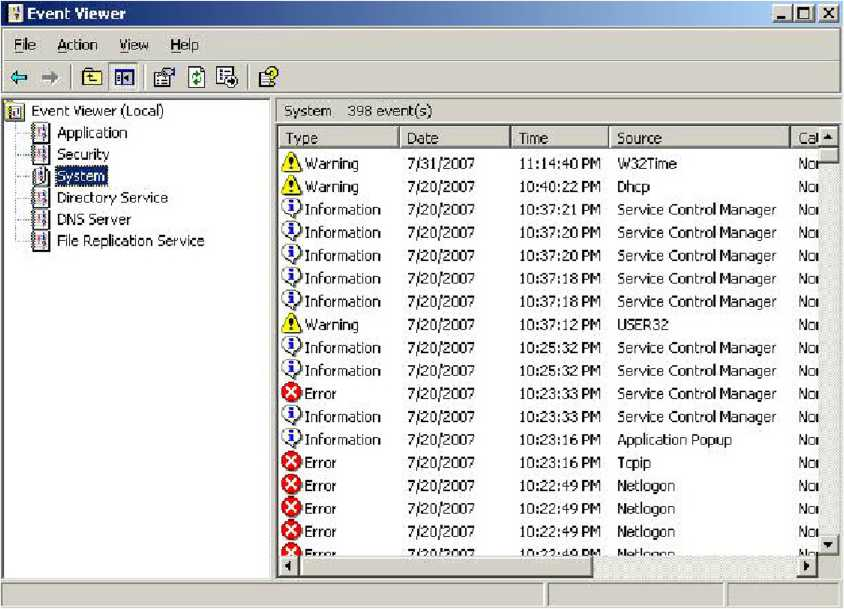 Event Viewer
File Action View Help
Event Viewer (Local)
Application
Security
System
Directory Service
DNS Server
File Replication Service
System 398 event(s)
Type Date Time Source
Warning 7/31/2007 11:14:40 PM W32Time
Warning 7/20/2007 10:40:22 PM Dhcp
Information 7/20/2007 10:37:21 PM Service Control Manager
Information 7/20/2007 10:37:20 PM Service Control Manager
Information 7/20/2007 10:37:20 PM Service Control Manager
Information 7/20/2007 10:37:18 PM Service Control Manager
Information 7/20/2007 10:37:18 PM Service Control Manager
Warning 7/20/2007 10:37:12 PM USER32
Information 7/20/2007 10:25:32 PM Service Control Manager
Information 7/20/2007 10:25:32 PM Service Control Manager
Error 7/20/2007 10:23:33 PM Service Control Manager
Information 7/20/2007 10:23:33 PM Service Control Manager
Information 7/20/2007 10:23:16 PM Application Popup
Error 7/20/2007 10:23:16 PM Tcpip
Error 7/20/2007 10:22:49 PM Netlogon
Error 7/20/2007 10:22:49 PM Netlogon
Error 7/20/2007 10:22:49 PM Netlogon
Error 7/20/2007 10:22:49 PM Netlogon